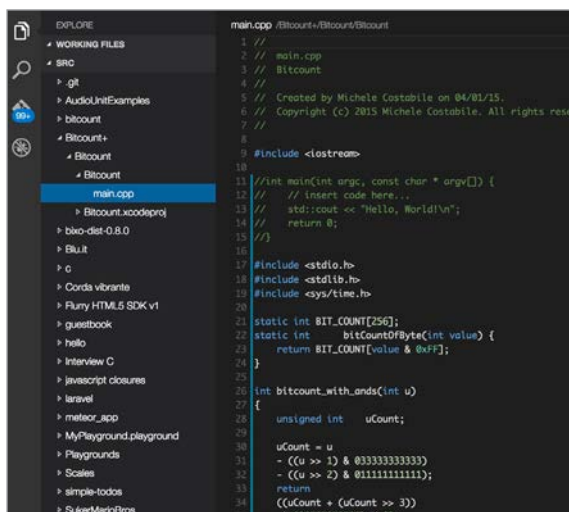 EXPLORE
WORKING FILES
SRC
.git
AudioUnitExamples
bitcount
Bitcount+
Bitcount
Bitcount
main.cpp
Bitcount.xcodeproj
bixo-dist-0.8.0
Blu.it
c
Corda vibrante
Flurry HTML5 SDK v1
guestbook
hello
Interview C
javascript closures
laravel
meteor_app
MyPlayground.playground
Playgrounds
Scales
simple-todos
SukerMarioBros
99+
main.cpp /Bitcount+/Bitcount/Bitcount
1 //
2 // main.cpp
3 // Bitcount
4 //
5 // Created by Michele Costabile on 04/01/15.
6 // Copyright (c) 2015 Michele Costabile. All rights rese
7 //
8
9 #include <iostream>
10
11 //int main(int argc, const char * argv[]) {
12 // // insert code here...
13 // std::cout << "Hello, World!\n";
14 // return 0;
15 //}
16
17 #include <stdio.h>
18 #include <stdlib.h>
19 #include <sys/time.h>
20
21 static int BIT_COUNT[256];
22 static int bitCountOfByte(int value) {
23 return BIT_COUNT[value & 0xFF];
24 }
25
26 int bitcount_with_ands(int u)
27 {
28 unsigned int uCount;
29
30 uCount = u
31 - ((u >> 1) & 033333333333)
32 - ((u >> 2) & 011111111111);
33 return
34 ((uCount + (uCount >> 3))